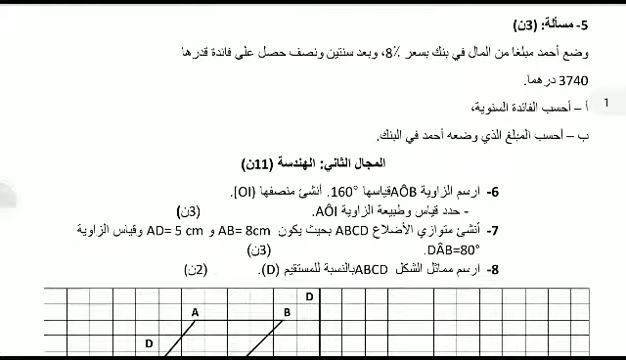 5- مسألة: (3ن)
وضع أحمد مبلغا من المال في بنك بسعر 8٪، وبعد سنتين ونصف حصل على فائدة قدرها
3740 درهما.
أ – أحسب الفائدة السنوية،
1
ب – أحسب المبلغ الذي وضعه أحمد في البنك.
المجال الثاني: الهندسة (11ن)
6- ارسم الزاوية AÔB قياسها 160°. أنشئ منصفها [OI).
- حدد قياس وطبيعة الزاوية AÔI. (3ن)
7- أنشئ متوازي الأضلاع ABCD بحيث يكون AB= 8cm و AD= 5 cm وقياس الزاوية
DÂB=80°. (3ن)
8- ارسم مماثل الشكل ABCD بالنسبة للمستقيم (D). (2ن)
D
A B
D